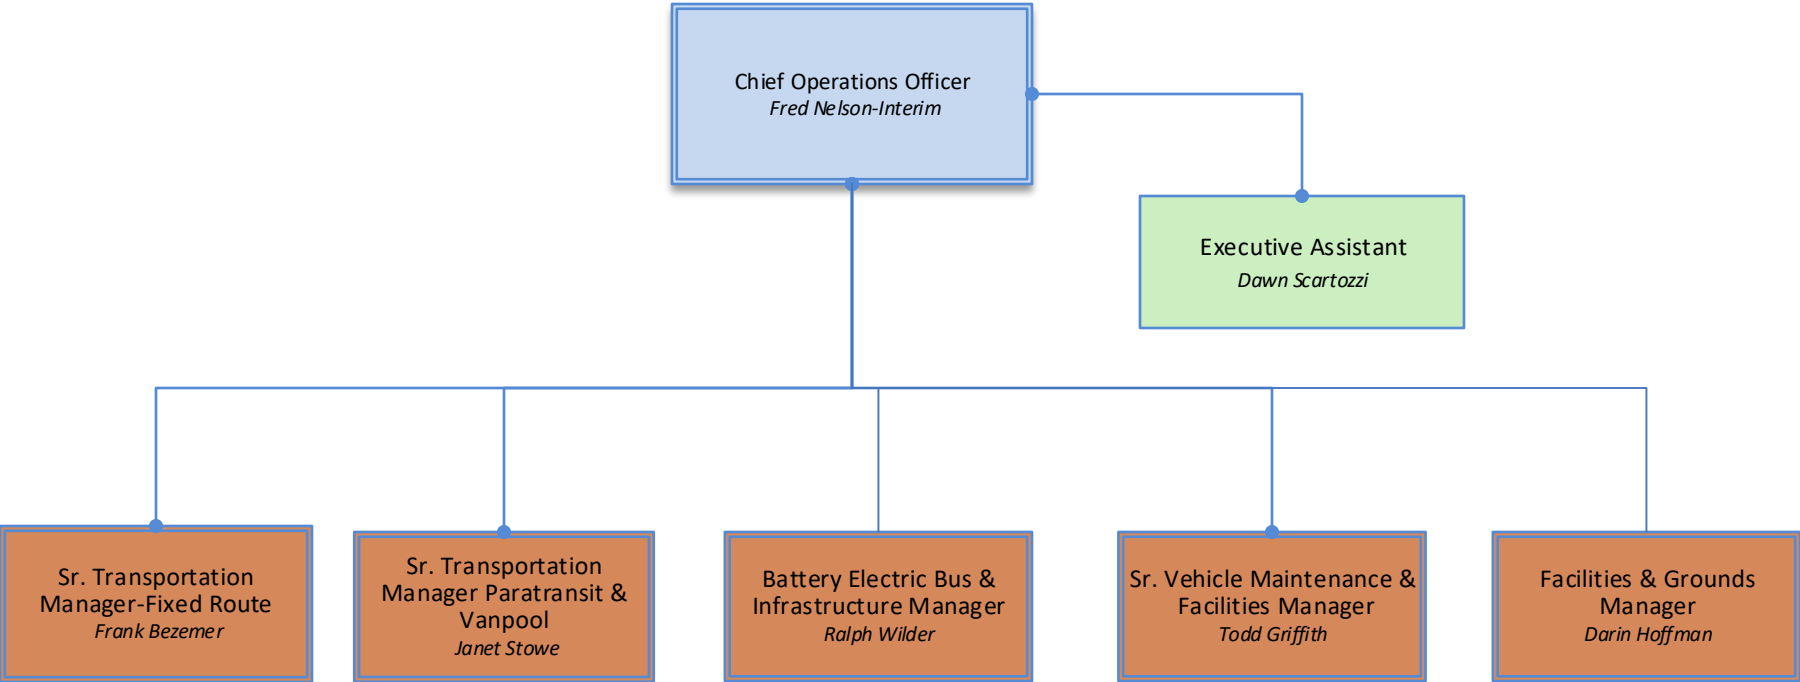 Chief Operations Officer
Fred Nelson-Interim
Executive Assistant
Dawn Scartozzi
Sr. Transportation
Manager-Fixed Route
Frank Bezemer
Sr. Transportation
Manager Paratransit &
Vanpool
Janet Stowe
Battery Electric Bus &
Infrastructure Manager
Ralph Wilder
Sr. Vehicle Maintenance &
Facilities Manager
Todd Griffith
Facilities & Grounds
Manager
Darin Hoffman